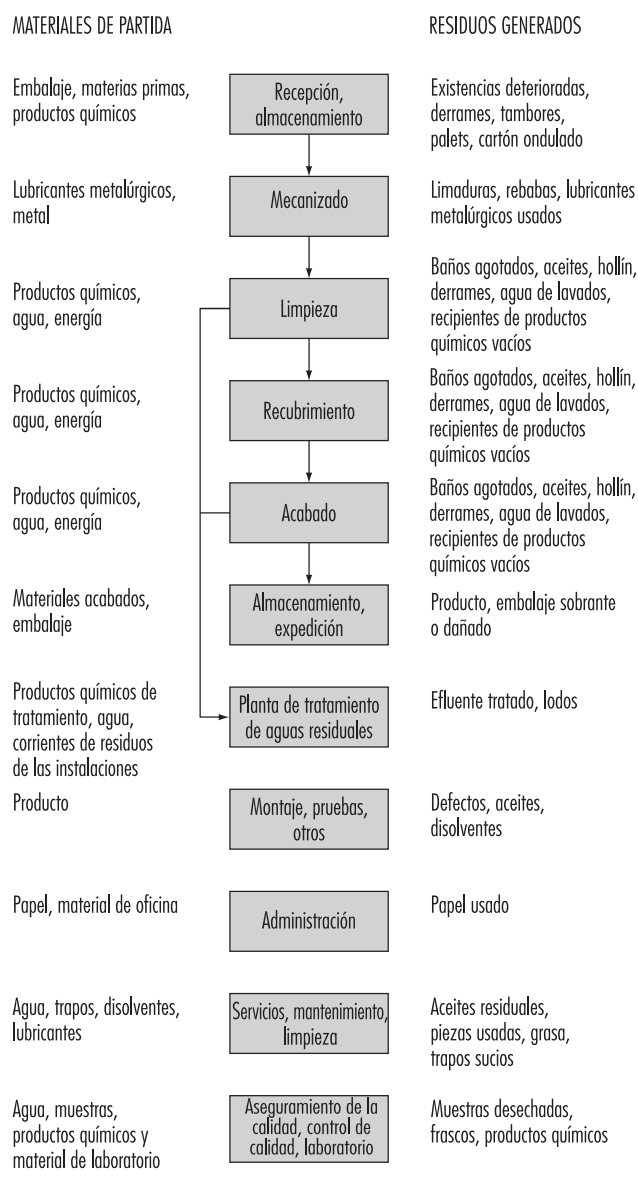 MATERIALES DE PARTIDA
RESIDUOS GENERADOS
Embalaje, materias primas,
productos químicos
Recepción,
almacenamiento
Existencias deterioradas,
derrames, tambores,
palets, cartón ondulado
Lubricantes metalúrgicos,
metal
Mecanizado
Limaduras, rebabas, lubricantes
metalúrgicos usados
Productos químicos,
agua, energía
Limpieza
Baños agotados, aceites, hollín,
derrames, agua de lavados,
recipientes de productos
químicos vacíos
Productos químicos,
agua, energía
Recubrimiento
Baños agotados, aceites, hollín,
derrames, agua de lavados,
recipientes de productos
químicos vacíos
Productos químicos,
agua, energía
Acabado
Baños agotados, aceites, hollín,
derrames, agua de lavados,
recipientes de productos
químicos vacíos
Materiales acabados,
embalaje
Almacenamiento,
expedición
Producto, embalaje sobrante
o dañado
Productos químicos de
tratamiento, agua,
corrientes de residuos
de las instalaciones
Planta de tratamiento
de aguas residuales
Efluente tratado, lodos
Producto
Montaje, pruebas,
otros
Defectos, aceites,
disolventes
Papel, material de oficina
Administración
Papel usado
Agua, trapos, disolventes,
lubricantes
Servicios, mantenimiento,
limpieza
Aceites residuales,
piezas usadas, grasa,
trapos sucios
Agua, muestras,
productos químicos y
material de laboratorio
Aseguramiento de la
calidad, control de
calidad, laboratorio
Muestras desechadas,
frascos, productos químicos